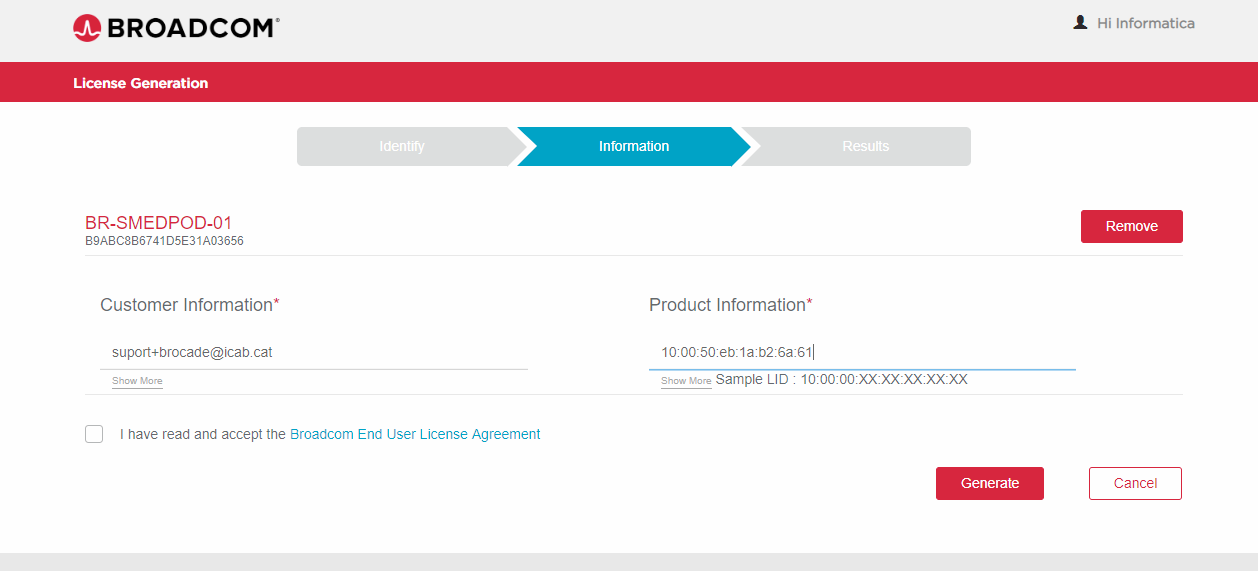 BROADCOM®
Hi Informatica
License Generation
Identify
Information
Results
BR-SMEDPOD-01
B9ABC8B6741D5E31A03656
Remove
Customer Information*
Product Information*
suport+brocade@icab.cat
10:00:50:eb:1a:b2:6a:61
Show More
Show More Sample LID : 10:00:00:XX:XX:XX:XX:XX
I have read and accept the Broadcom End User License Agreement
Generate
Cancel